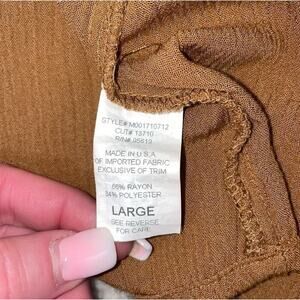 STYLE# M001710712
CUT# 13710
RN# 95619
MADE IN U.S.A
OF IMPORTED FABRIC
EXCLUSIVE OF TRIM
66% RAYON
34% POLYESTER
LARGE
SEE REVERSE
FOR CARE